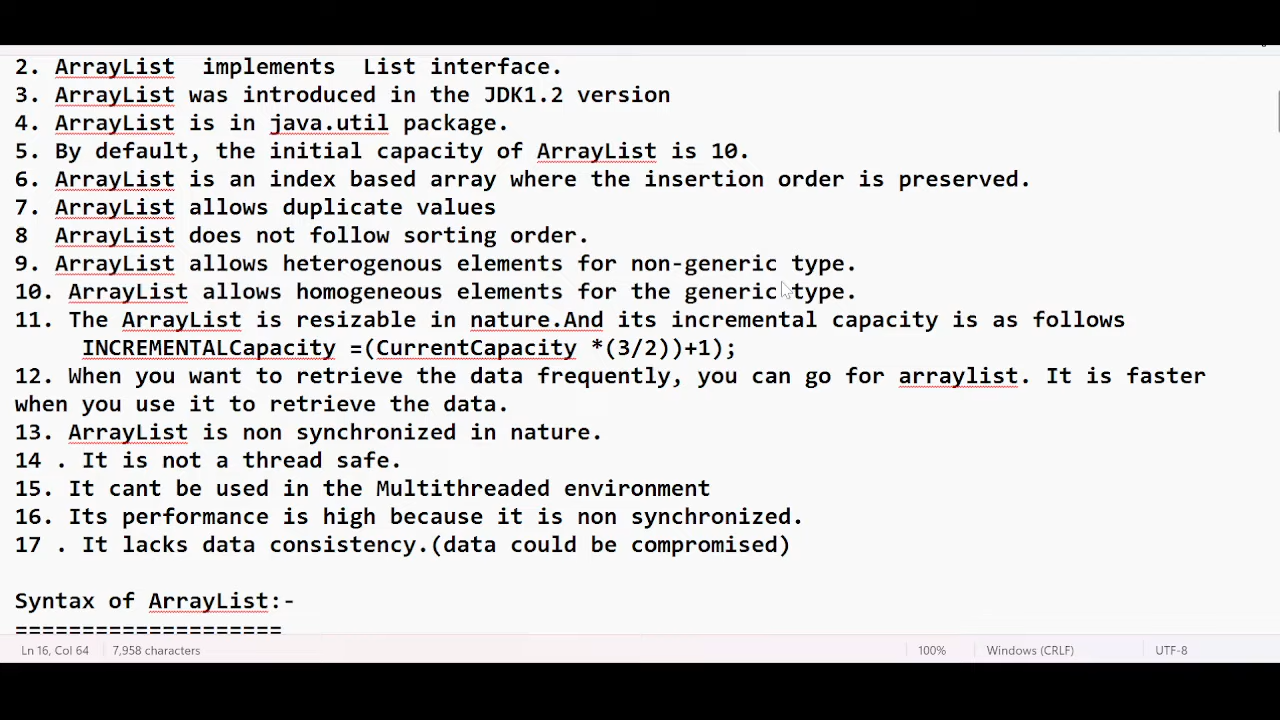 2. ArrayList  implements  List interface.
3. ArrayList was introduced in the JDK1.2 version
4. ArrayList is in java.util package.
5. By default, the initial capacity of ArrayList is 10.
6. ArrayList is an index based array where the insertion order is preserved.
7. ArrayList allows duplicate values
8  ArrayList does not follow sorting order.
9. ArrayList allows heterogenous elements for non-generic type.
10. ArrayList allows homogeneous elements for the generic type.
11. The ArrayList is resizable in nature.And its incremental capacity is as follows
     INCREMENTALCapacity =(CurrentCapacity *(3/2))+1);
12. When you want to retrieve the data frequently, you can go for arraylist. It is faster
when you use it to retrieve the data.
13. ArrayList is non synchronized in nature.
14 . It is not a thread safe.
15. It cant be used in the Multithreaded environment
16. Its performance is high because it is non synchronized.
17 . It lacks data consistency.(data could be compromised)
Syntax of ArrayList:-
====================
Ln 16, Col 64 7,958 characters 100% Windows (CRLF) UTF-8